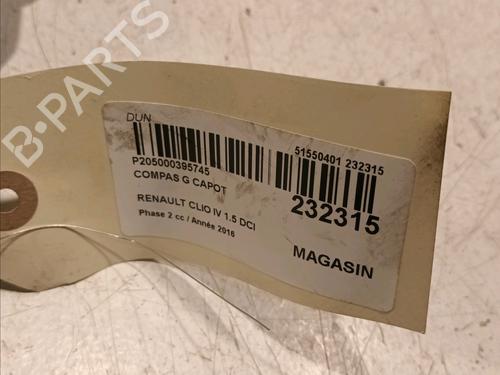 B-PARTS
DUN
51550401 232315
P205000395745
COMPAS G CAPOT
232315
RENAULT CLIO IV 1.5 DCI
Phase 2 cc / Année 2016
MAGASIN